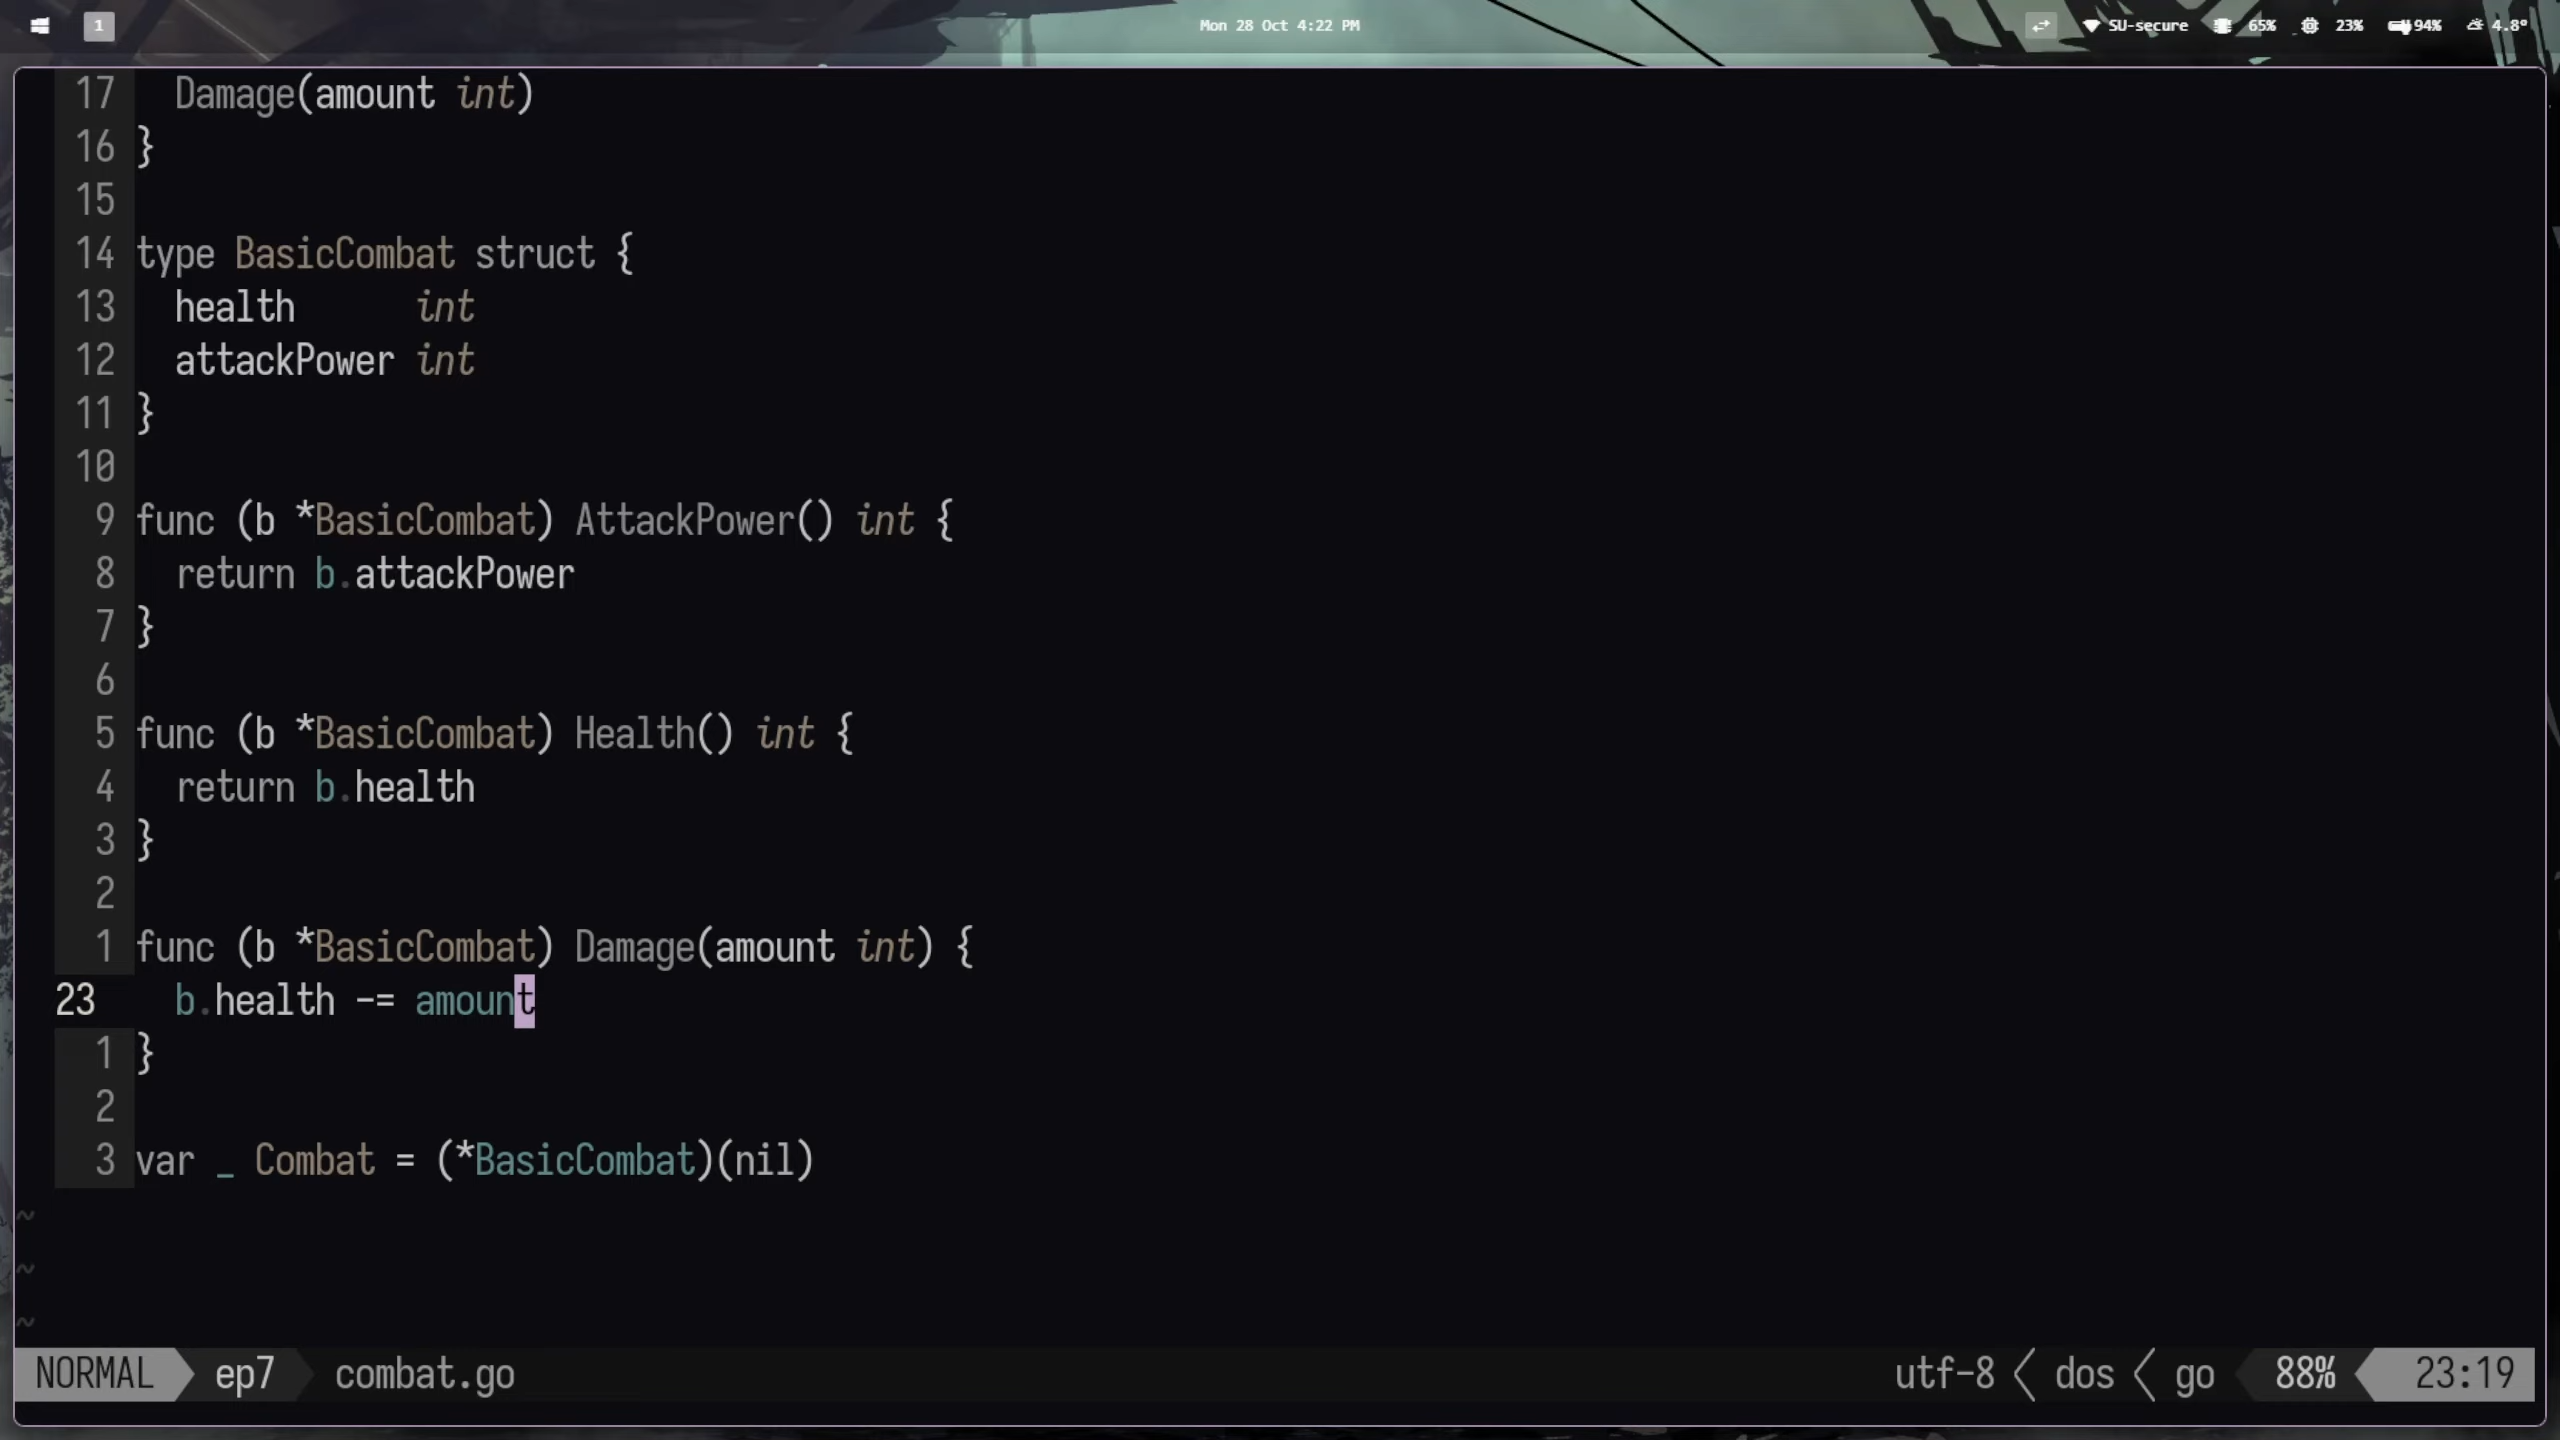 1 Mon 28 Oct 4:22 PM SU-secure 65% 23% 94% 4.8°
17 Damage(amount int)
16 }
15
14 type BasicCombat struct {
13 health int
12 attackPower int
11 }
10
9 func (b *BasicCombat) AttackPower() int {
8 return b.attackPower
7 }
6
5 func (b *BasicCombat) Health() int {
4 return b.health
3 }
2
1 func (b *BasicCombat) Damage(amount int) {
23 b.health -= amount
1 }
2
3 var _ Combat = (*BasicCombat)(nil)
~
~
~
NORMAL ep7 combat.go utf-8 dos go 88% 23:19